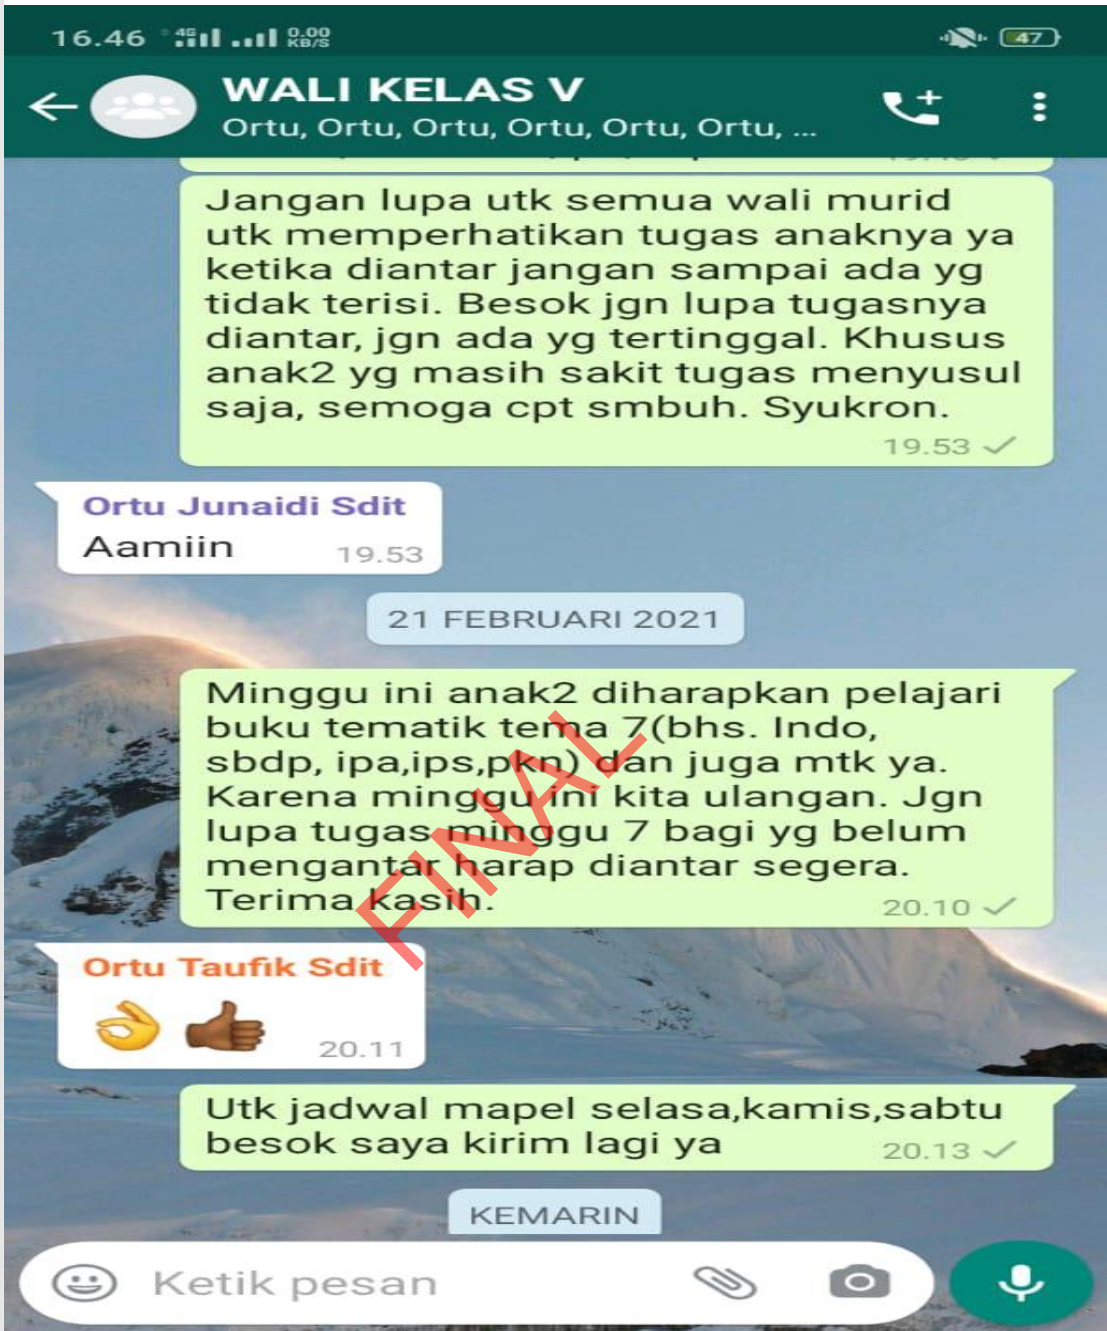 16.46 4G 0.00 KB/S 47
WALI KELAS V
Ortu, Ortu, Ortu, Ortu, Ortu, Ortu, ...
Jangan lupa utk semua wali murid
utk memperhatikan tugas anaknya ya
ketika diantar jangan sampai ada yg
tidak terisi. Besok jgn lupa tugasnya
diantar, jgn ada yg tertinggal. Khusus
anak2 yg masih sakit tugas menyusul
saja, semoga cpt smbuh. Syukron.
19.53
Ortu Junaidi Sdit
Aamiin 19.53
21 FEBRUARI 2021
Minggu ini anak2 diharapkan pelajari
buku tematik tema 7(bhs. Indo,
sbdp, ipa,ips,pkn) dan juga mtk ya.
Karena minggu ini kita ulangan. Jgn
lupa tugas minggu 7 bagi yg belum
mengantar harap diantar segera.
Terima kasih. 20.10
FINAL
Ortu Taufik Sdit
👌 👍🏾 20.11
Utk jadwal mapel selasa,kamis,sabtu
besok saya kirim lagi ya 20.13
KEMARIN
Ketik pesan